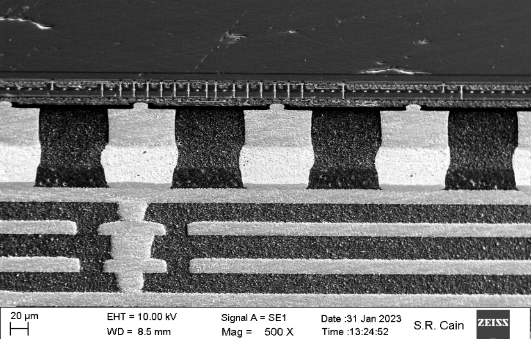 20 µm
EHT = 10.00 kV
Signal A = SE1
Date :31 Jan 2023
S.R. Cain
ZEISS
WD = 8.5 mm
Mag = 500 X
Time :13:24:52